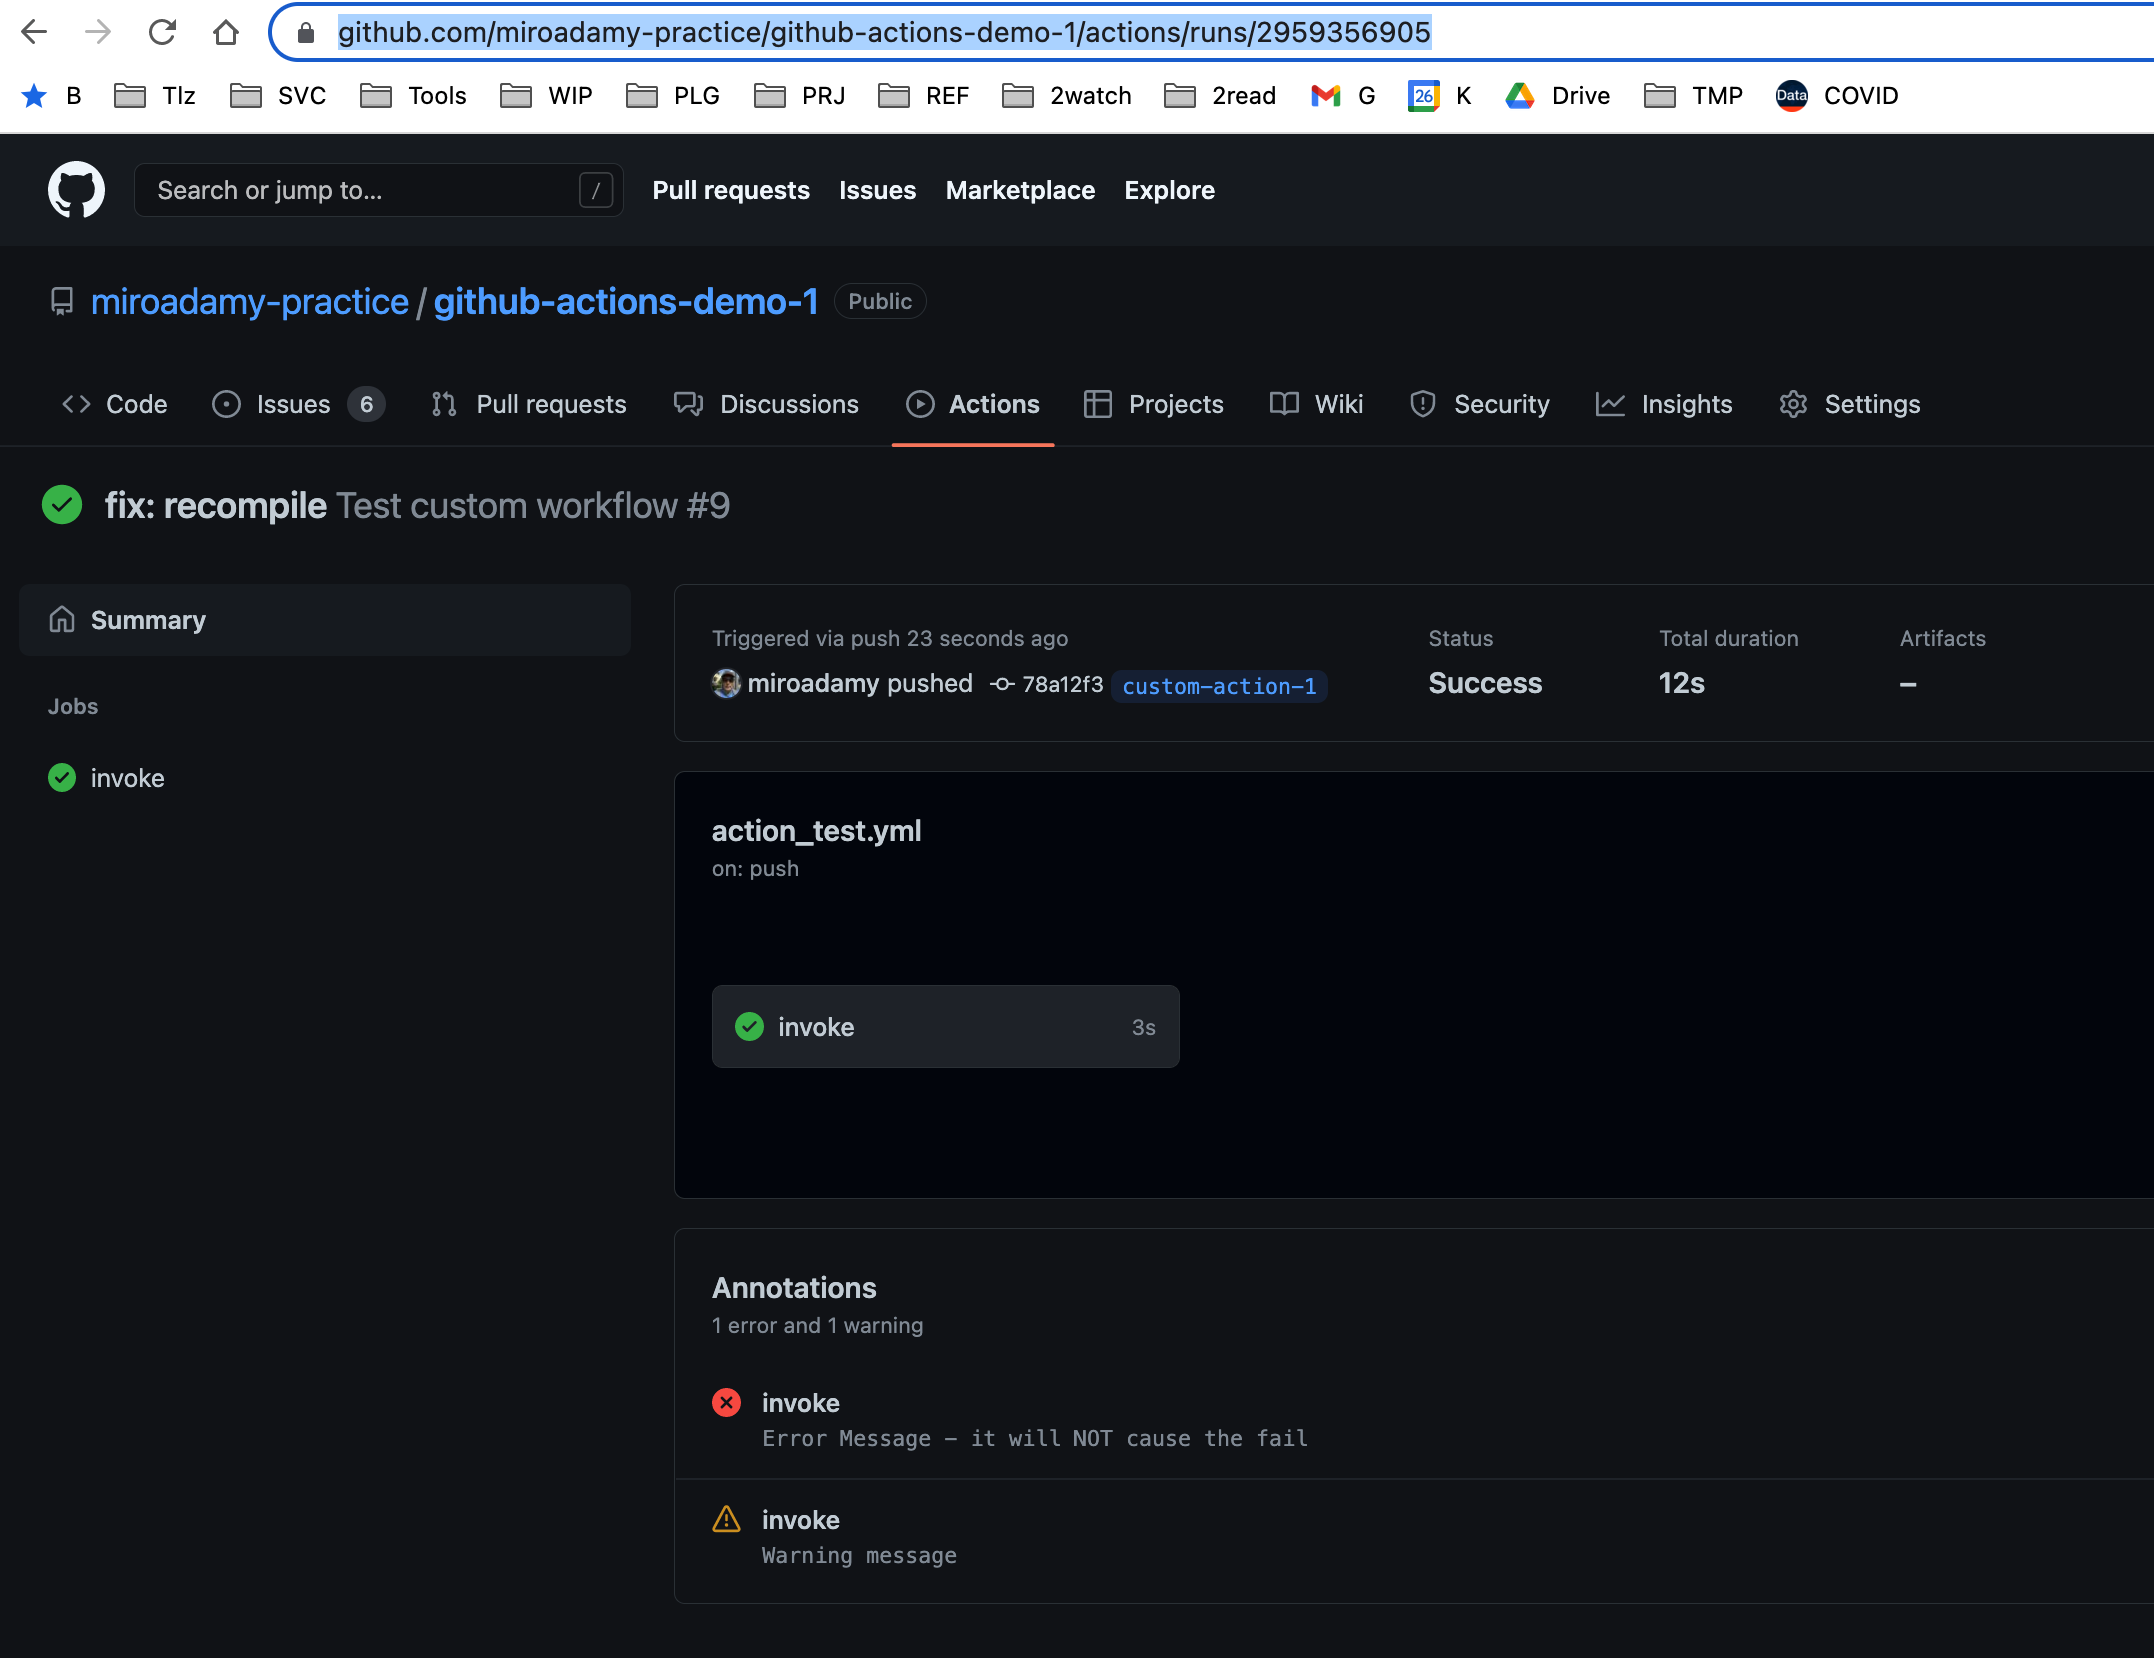 github.com/miroadamy-practice/github-actions-demo-1/actions/runs/2959356905
B Tlz SVC Tools WIP PLG PRJ REF 2watch 2read G 26 K Drive TMP Data COVID
Search or jump to... / Pull requests Issues Marketplace Explore
miroadamy-practice / github-actions-demo-1 Public
Code Issues 6 Pull requests Discussions Actions Projects Wiki Security Insights Settings
fix: recompile Test custom workflow #9
Summary
Jobs
invoke
Triggered via push 23 seconds ago
miroadamy pushed 78a12f3 custom-action-1
Status
Success
Total duration
12s
Artifacts
–
action_test.yml
on: push
invoke 3s
Annotations
1 error and 1 warning
invoke
Error Message – it will NOT cause the fail
invoke
Warning message